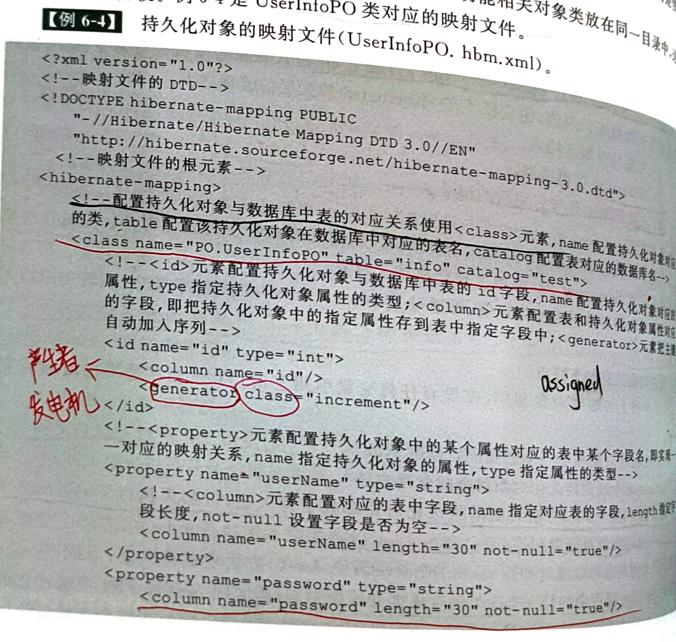 能相关对象类放在同一目录中,
例 6-4 是 UserInfoPO 类对应的映射文件。
【例 6-4】 持久化对象的映射文件(UserInfoPO. hbm.xml)。
<?xml version="1.0"?>
<!--映射文件的 DTD-->
<!DOCTYPE hibernate-mapping PUBLIC
"-//Hibernate/Hibernate Mapping DTD 3.0//EN"
"http://hibernate.sourceforge.net/hibernate-mapping-3.0.dtd">
<!--映射文件的根元素-->
<hibernate-mapping>
<!--配置持久化对象与数据库中表的对应关系使用<class>元素,name 配置持久化对象对应
的类,table 配置该持久化对象在数据库中对应的表名,catalog 配置表对应的数据库名-->
<class name="PO.UserInfoPO" table="info" catalog="test">
<!--<id>元素配置持久化对象与数据库中表的 id 字段,name 配置持久化对象对应的
属性,type 指定持久化对象属性的类型;<column>元素配置表和持久化对象属性对应
的字段,即把持久化对象中的指定属性存到表中指定字段中;<generator>元素把主键
自动加入序列-->
<id name="id" type="int">
<column name="id"/>
<generator class="increment"/>
</id>
产生者
发电机
assigned
<!--<property>元素配置持久化对象中的某个属性对应的表中某个字段名,即实现一
一对应的映射关系,name 指定持久化对象的属性,type 指定属性的类型-->
<property name="userName" type="string">
<!--<column>元素配置对应的表中字段,name 指定对应表的字段,length 指定字
段长度,not-null 设置字段是否为空-->
<column name="userName" length="30" not-null="true"/>
</property>
<property name="password" type="string">
<column name="password" length="30" not-null="true"/>